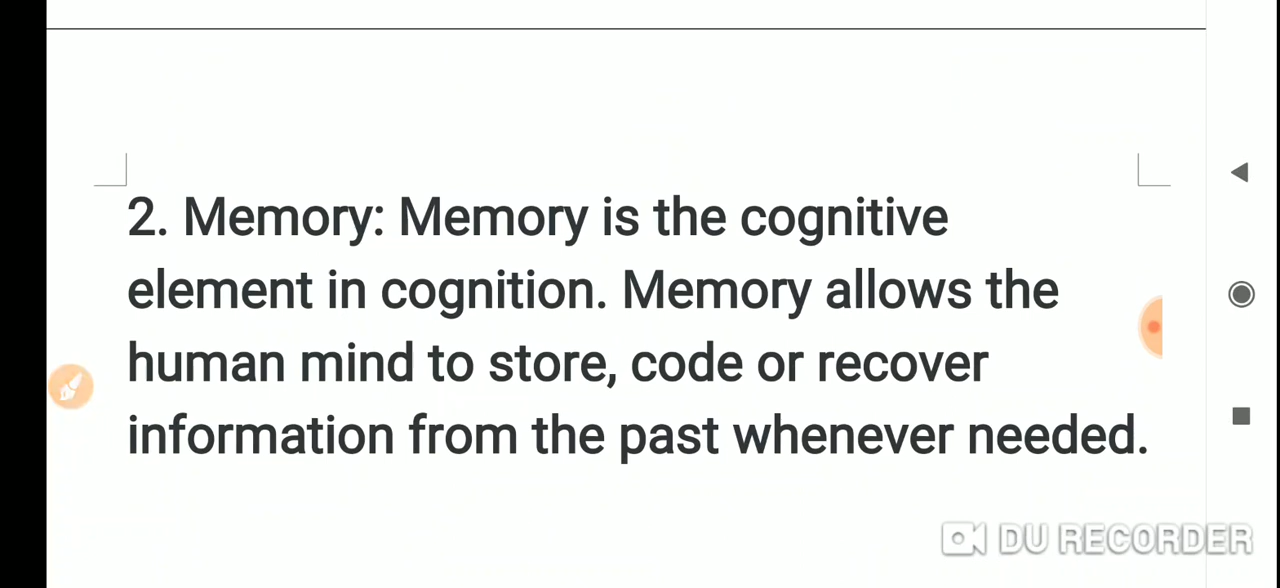 2. Memory: Memory is the cognitive
element in cognition. Memory allows the
human mind to store, code or recover
information from the past whenever needed.
DU RECORDER